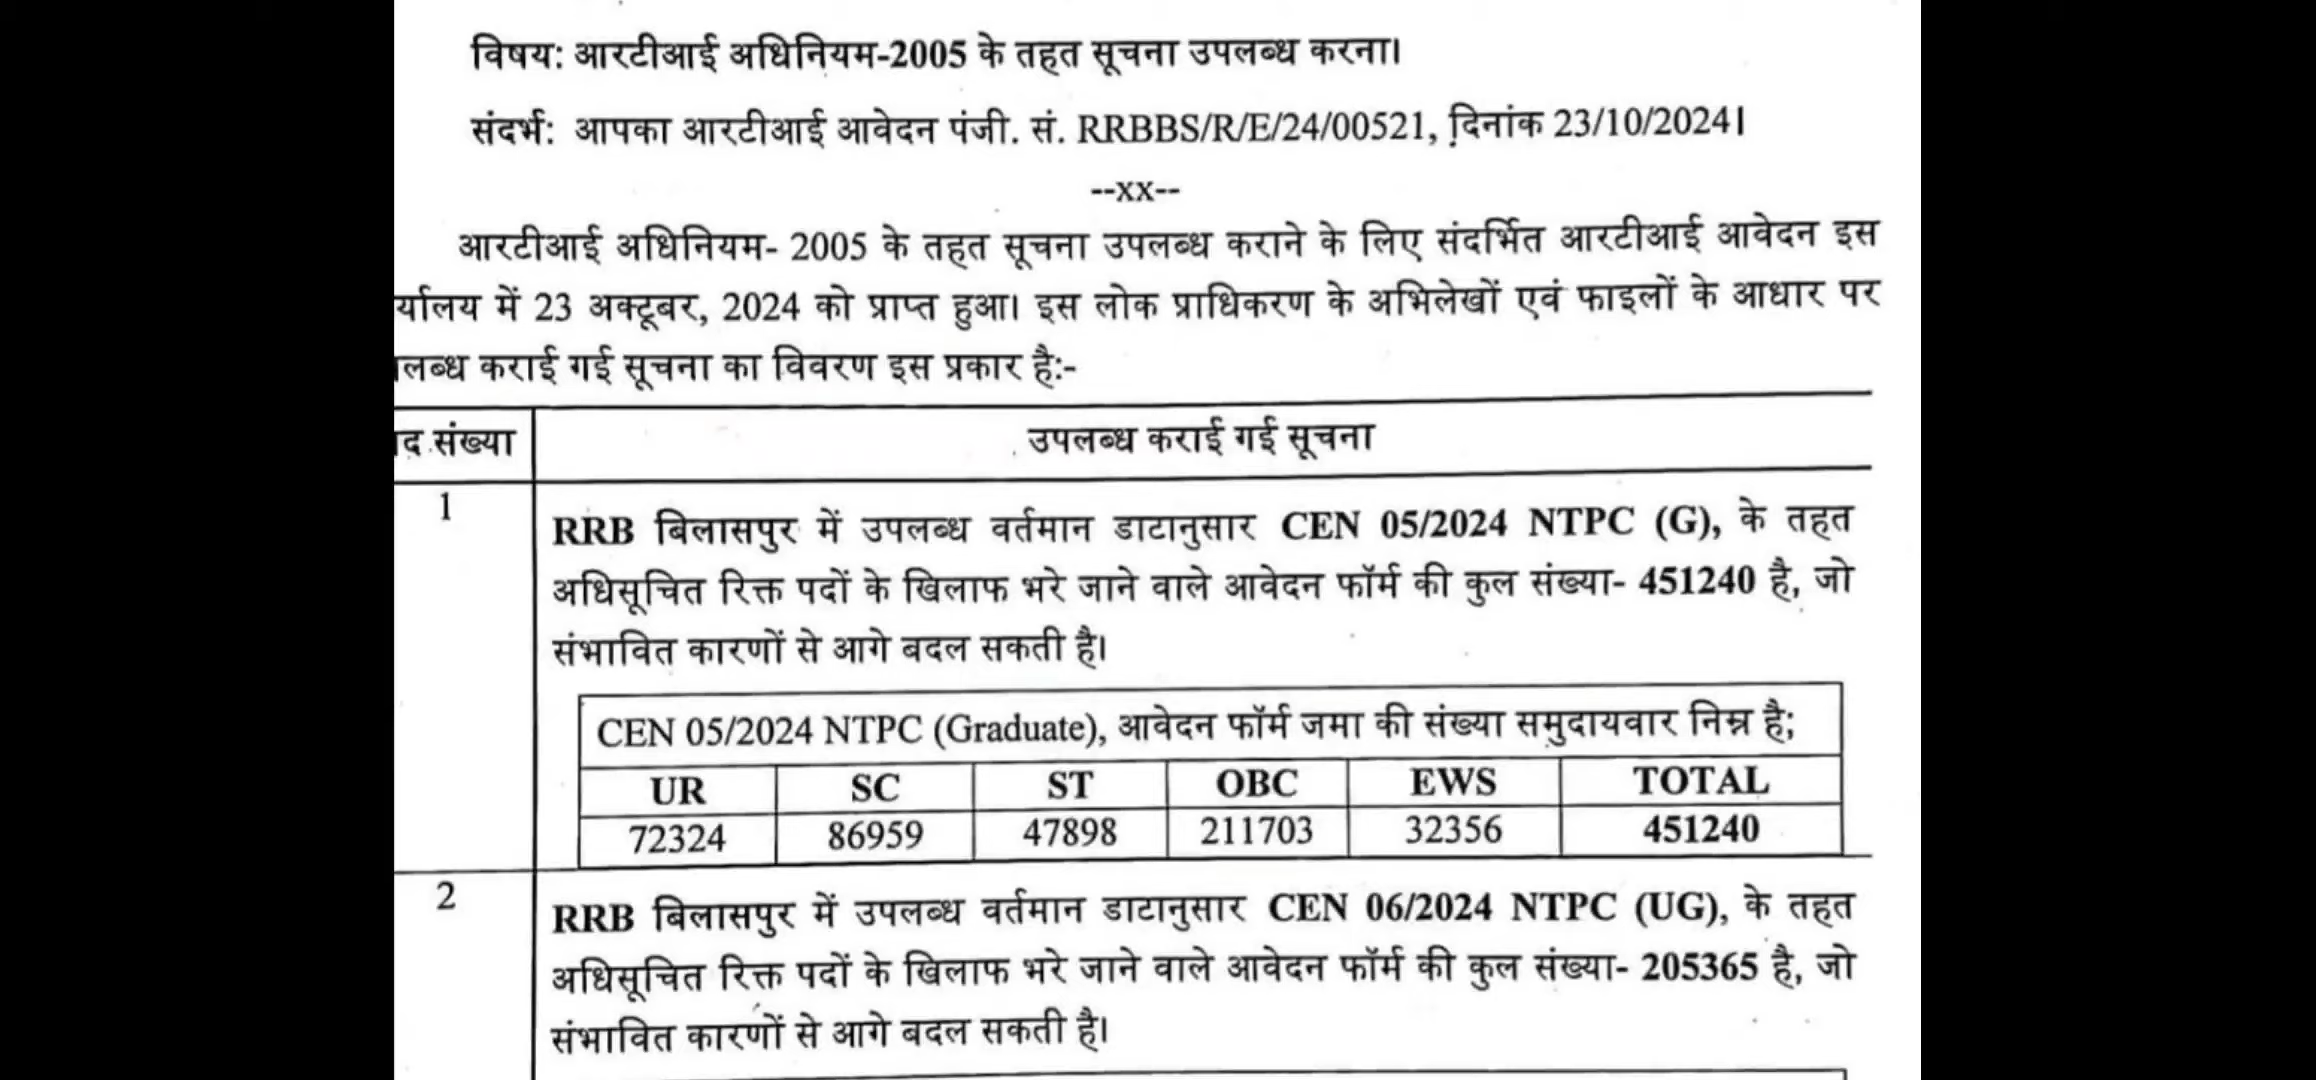 विषय: आरटीआई अधिनियम-2005 के तहत सूचना उपलब्ध करना।
संदर्भ: आपका आरटीआई आवेदन पंजी. सं. RRBBS/R/E/24/00521, दिनांक 23/10/2024।
--xx--
आरटीआई अधिनियम- 2005 के तहत सूचना उपलब्ध कराने के लिए संदर्भित आरटीआई आवेदन इस
र्यालय में 23 अक्टूबर, 2024 को प्राप्त हुआ। इस लोक प्राधिकरण के अभिलेखों एवं फाइलों के आधार पर
लब्ध कराई गई सूचना का विवरण इस प्रकार है:-
द संख्या उपलब्ध कराई गई सूचना
1
RRB बिलासपुर में उपलब्ध वर्तमान डाटानुसार CEN 05/2024 NTPC (G), के तहत
अधिसूचित रिक्त पदों के खिलाफ भरे जाने वाले आवेदन फॉर्म की कुल संख्या- 451240 है, जो
संभावित कारणों से आगे बदल सकती है।
CEN 05/2024 NTPC (Graduate), आवेदन फॉर्म जमा की संख्या समुदायवार निम्न है;
UR SC ST OBC EWS TOTAL
72324 86959 47898 211703 32356 451240
2
RRB बिलासपुर में उपलब्ध वर्तमान डाटानुसार CEN 06/2024 NTPC (UG), के तहत
अधिसूचित रिक्त पदों के खिलाफ भरे जाने वाले आवेदन फॉर्म की कुल संख्या- 205365 है, जो
संभावित कारणों से आगे बदल सकती है।